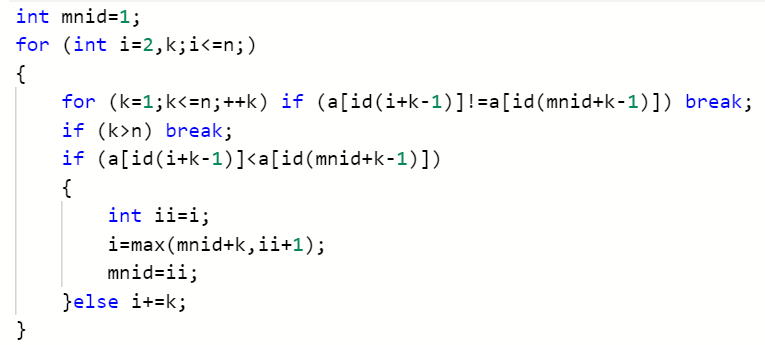 int mnid=1;
for (int i=2,k;i<=n;)
{
    for (k=1;k<=n;++k) if (a[id(i+k-1)]!=a[id(mnid+k-1)]) break;
    if (k>n) break;
    if (a[id(i+k-1)]<a[id(mnid+k-1)])
    {
        int ii=i;
        i=max(mnid+k,ii+1);
        mnid=ii;
    }else i+=k;
}